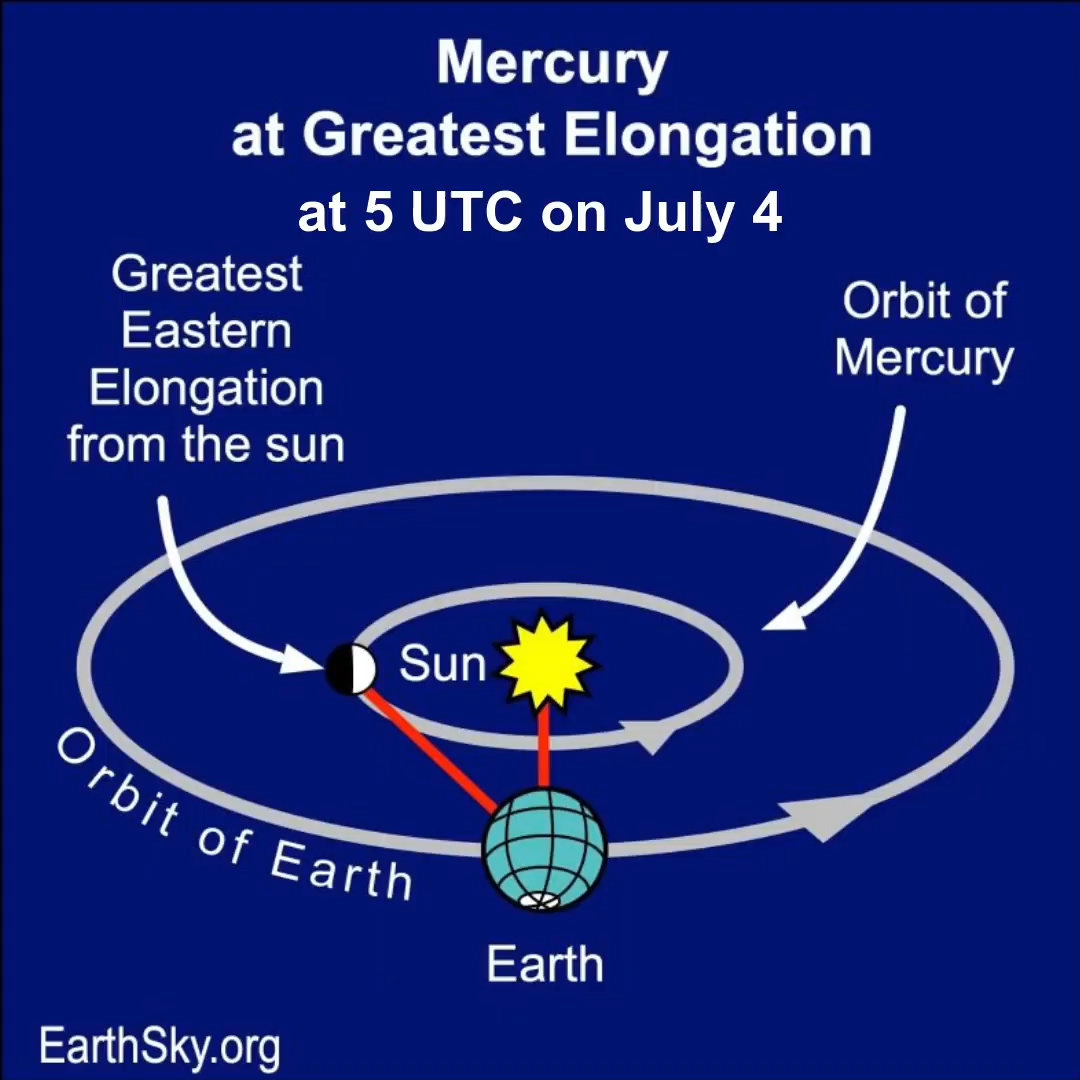 Mercury
at Greatest Elongation
at 5 UTC on July 4
Greatest
Eastern
Elongation
from the sun
Orbit of
Mercury
Sun
Orbit of Earth
Earth
EarthSky.org